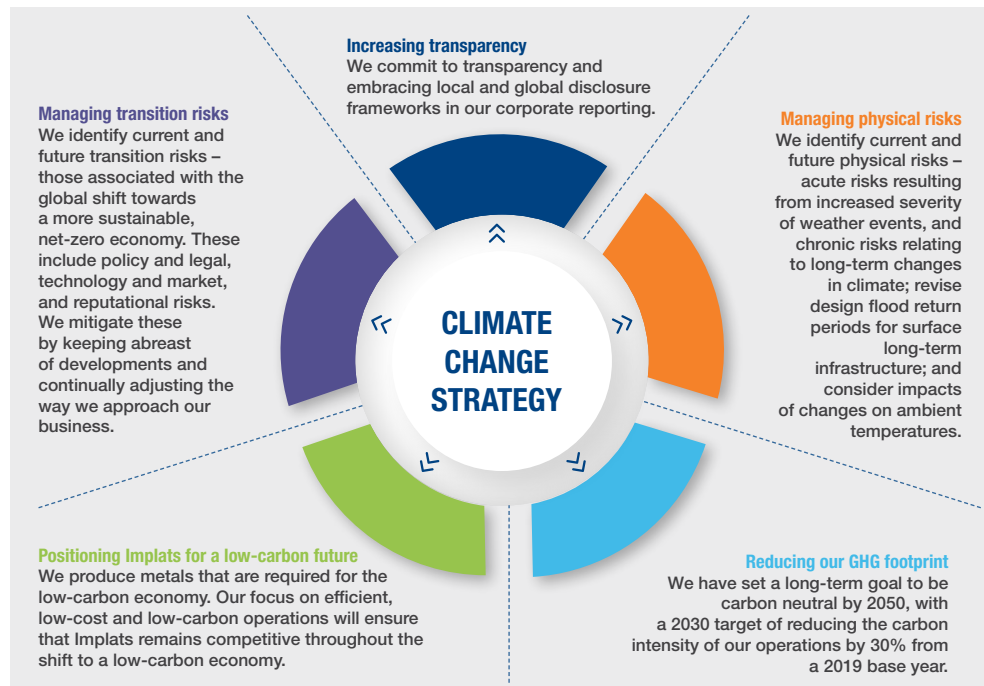 Increasing transparency
We commit to transparency and
embracing local and global disclosure
frameworks in our corporate reporting.
Managing transition risks
We identify current and
future transition risks –
those associated with the
global shift towards
a more sustainable,
net-zero economy. These
include policy and legal,
technology and market,
and reputational risks.
We mitigate these
by keeping abreast
of developments and
continually adjusting the
way we approach our
business.
Managing physical risks
We identify current and
future physical risks –
acute risks resulting
from increased severity
of weather events, and
chronic risks relating
to long-term changes
in climate; revise
design flood return
periods for surface
long-term
infrastructure; and
consider impacts
of changes on ambient
temperatures.
CLIMATE
CHANGE
STRATEGY
Positioning Implats for a low-carbon future
We produce metals that are required for the
low-carbon economy. Our focus on efficient,
low-cost and low-carbon operations will ensure
that Implats remains competitive throughout the
shift to a low-carbon economy.
Reducing our GHG footprint
We have set a long-term goal to be
carbon neutral by 2050, with
a 2030 target of reducing the carbon
intensity of our operations by 30% from
a 2019 base year.